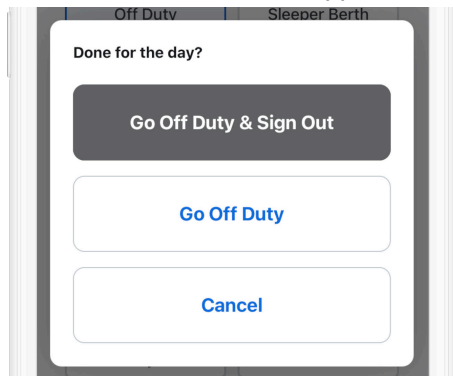 Off Duty
Sleeper Berth
Done for the day?
Go Off Duty & Sign Out
Go Off Duty
Cancel